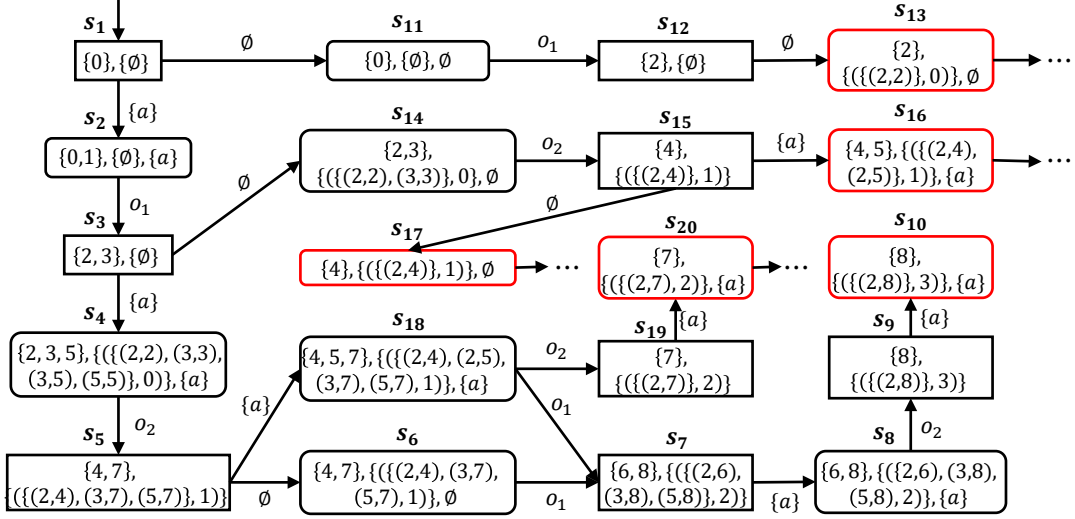 s₁
{0}, {∅}
∅
s₁₁
{0}, {∅}, ∅
o₁
s₁₂
{2}, {∅}
∅
s₁₃
{2},
{({(2,2)}, 0)}, ∅
⋯
{a}
s₂
{0,1}, {∅}, {a}
o₁
s₁₄
{2,3},
{({(2,2), (3,3)}, 0}, ∅
o₂
s₁₅
{4},
{({(2,4)}, 1)}
{a}
s₁₆
{4, 5}, {({(2,4),
(2,5)}, 1)}, {a}
⋯
∅
∅
s₃
{2, 3}, {∅}
s₁₇
{4}, {({(2,4)}, 1)}, ∅
⋯
s₂₀
{7},
{({(2,7), 2)}, {a}
⋯
s₁₀
{8},
{({(2,8)}, 3)}, {a}
{a}
s₄
{2, 3, 5}, {({(2,2), (3,3),
(3,5), (5,5)}, 0)}, {a}
s₁₈
{4, 5, 7}, {({(2,4), (2,5),
(3,7), (5,7), 1)}, {a}
o₂
s₁₉
{a}
{7},
{({(2,7)}, 2)}
s₉
{a}
{8},
{({(2,8)}, 3)}
o₂
{a}
o₁
s₅
{4, 7},
{({(2,4), (3,7), (5,7)}, 1)}
∅
s₆
{4, 7}, {({(2,4), (3,7),
(5,7), 1)}, ∅
o₁
s₇
{6, 8}, {({(2,6),
(3,8), (5,8)}, 2)}
{a}
s₈
o₂
{6, 8}, {({2,6), (3,8),
(5,8), 2)}, {a}